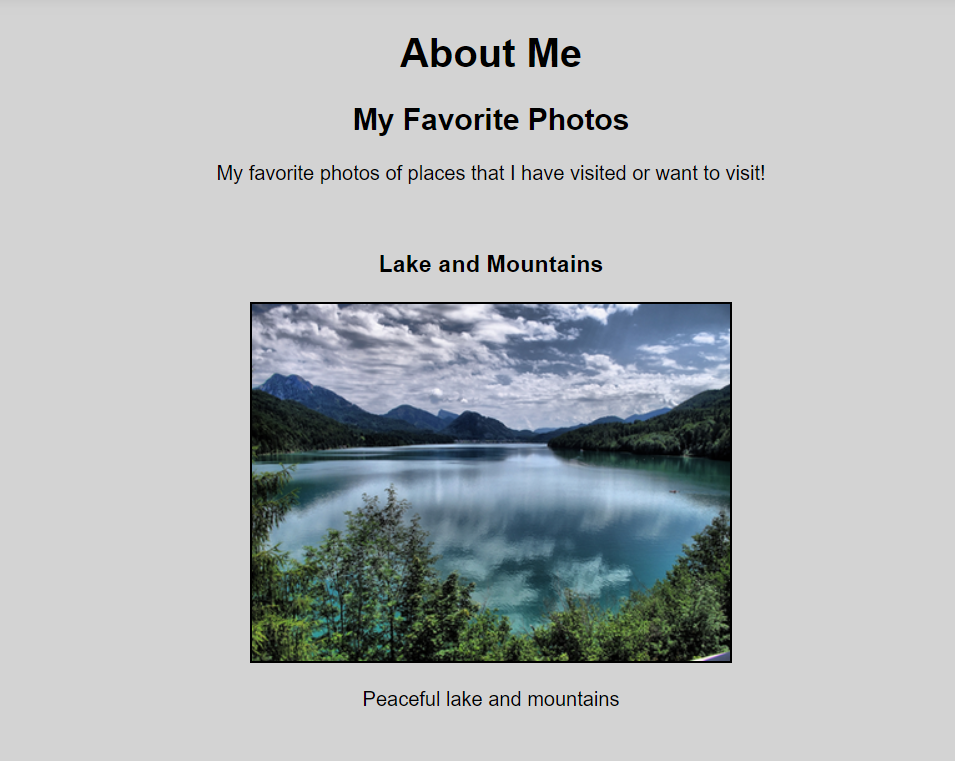 About Me
My Favorite Photos
My favorite photos of places that I have visited or want to visit!
Lake and Mountains
Peaceful lake and mountains